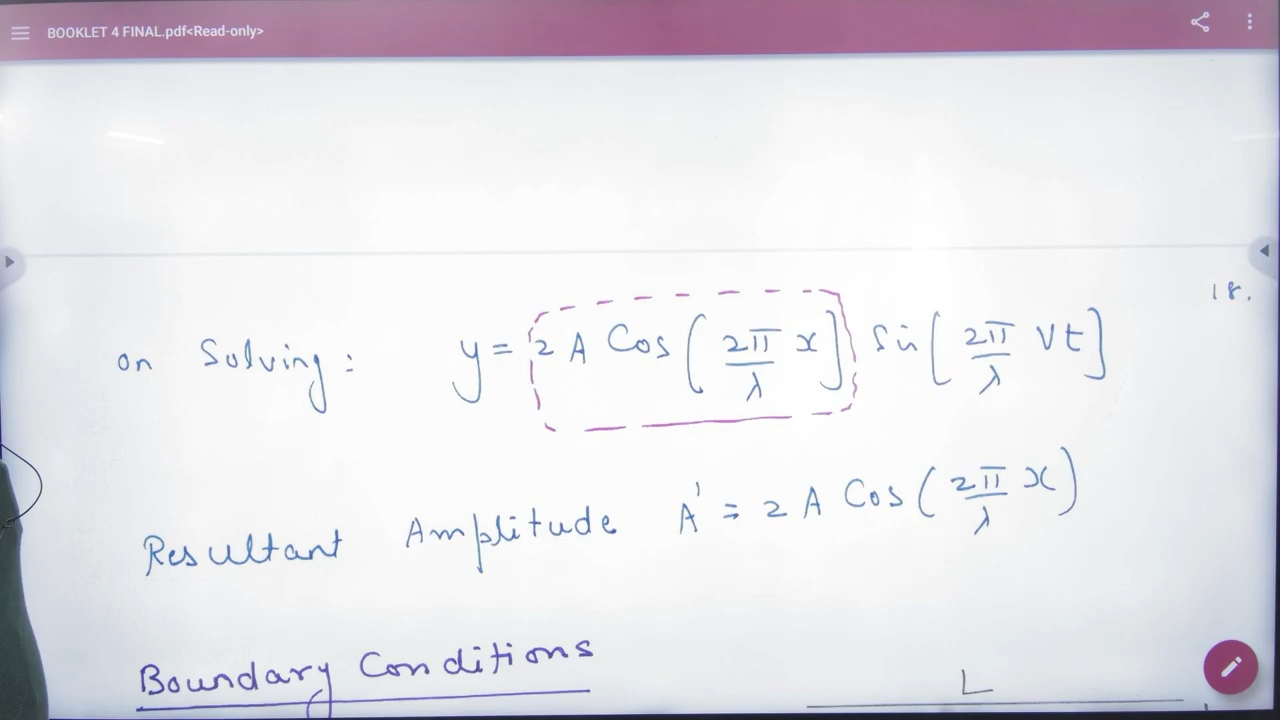 BOOKLET 4 FINAL.pdf<Read-only>
18.
on Solving: y = 2 A Cos [2π/λ x] Sin [2π/λ Vt]
Resultant Amplitude A' = 2 A Cos (2π/λ x)
Boundary Conditions
L